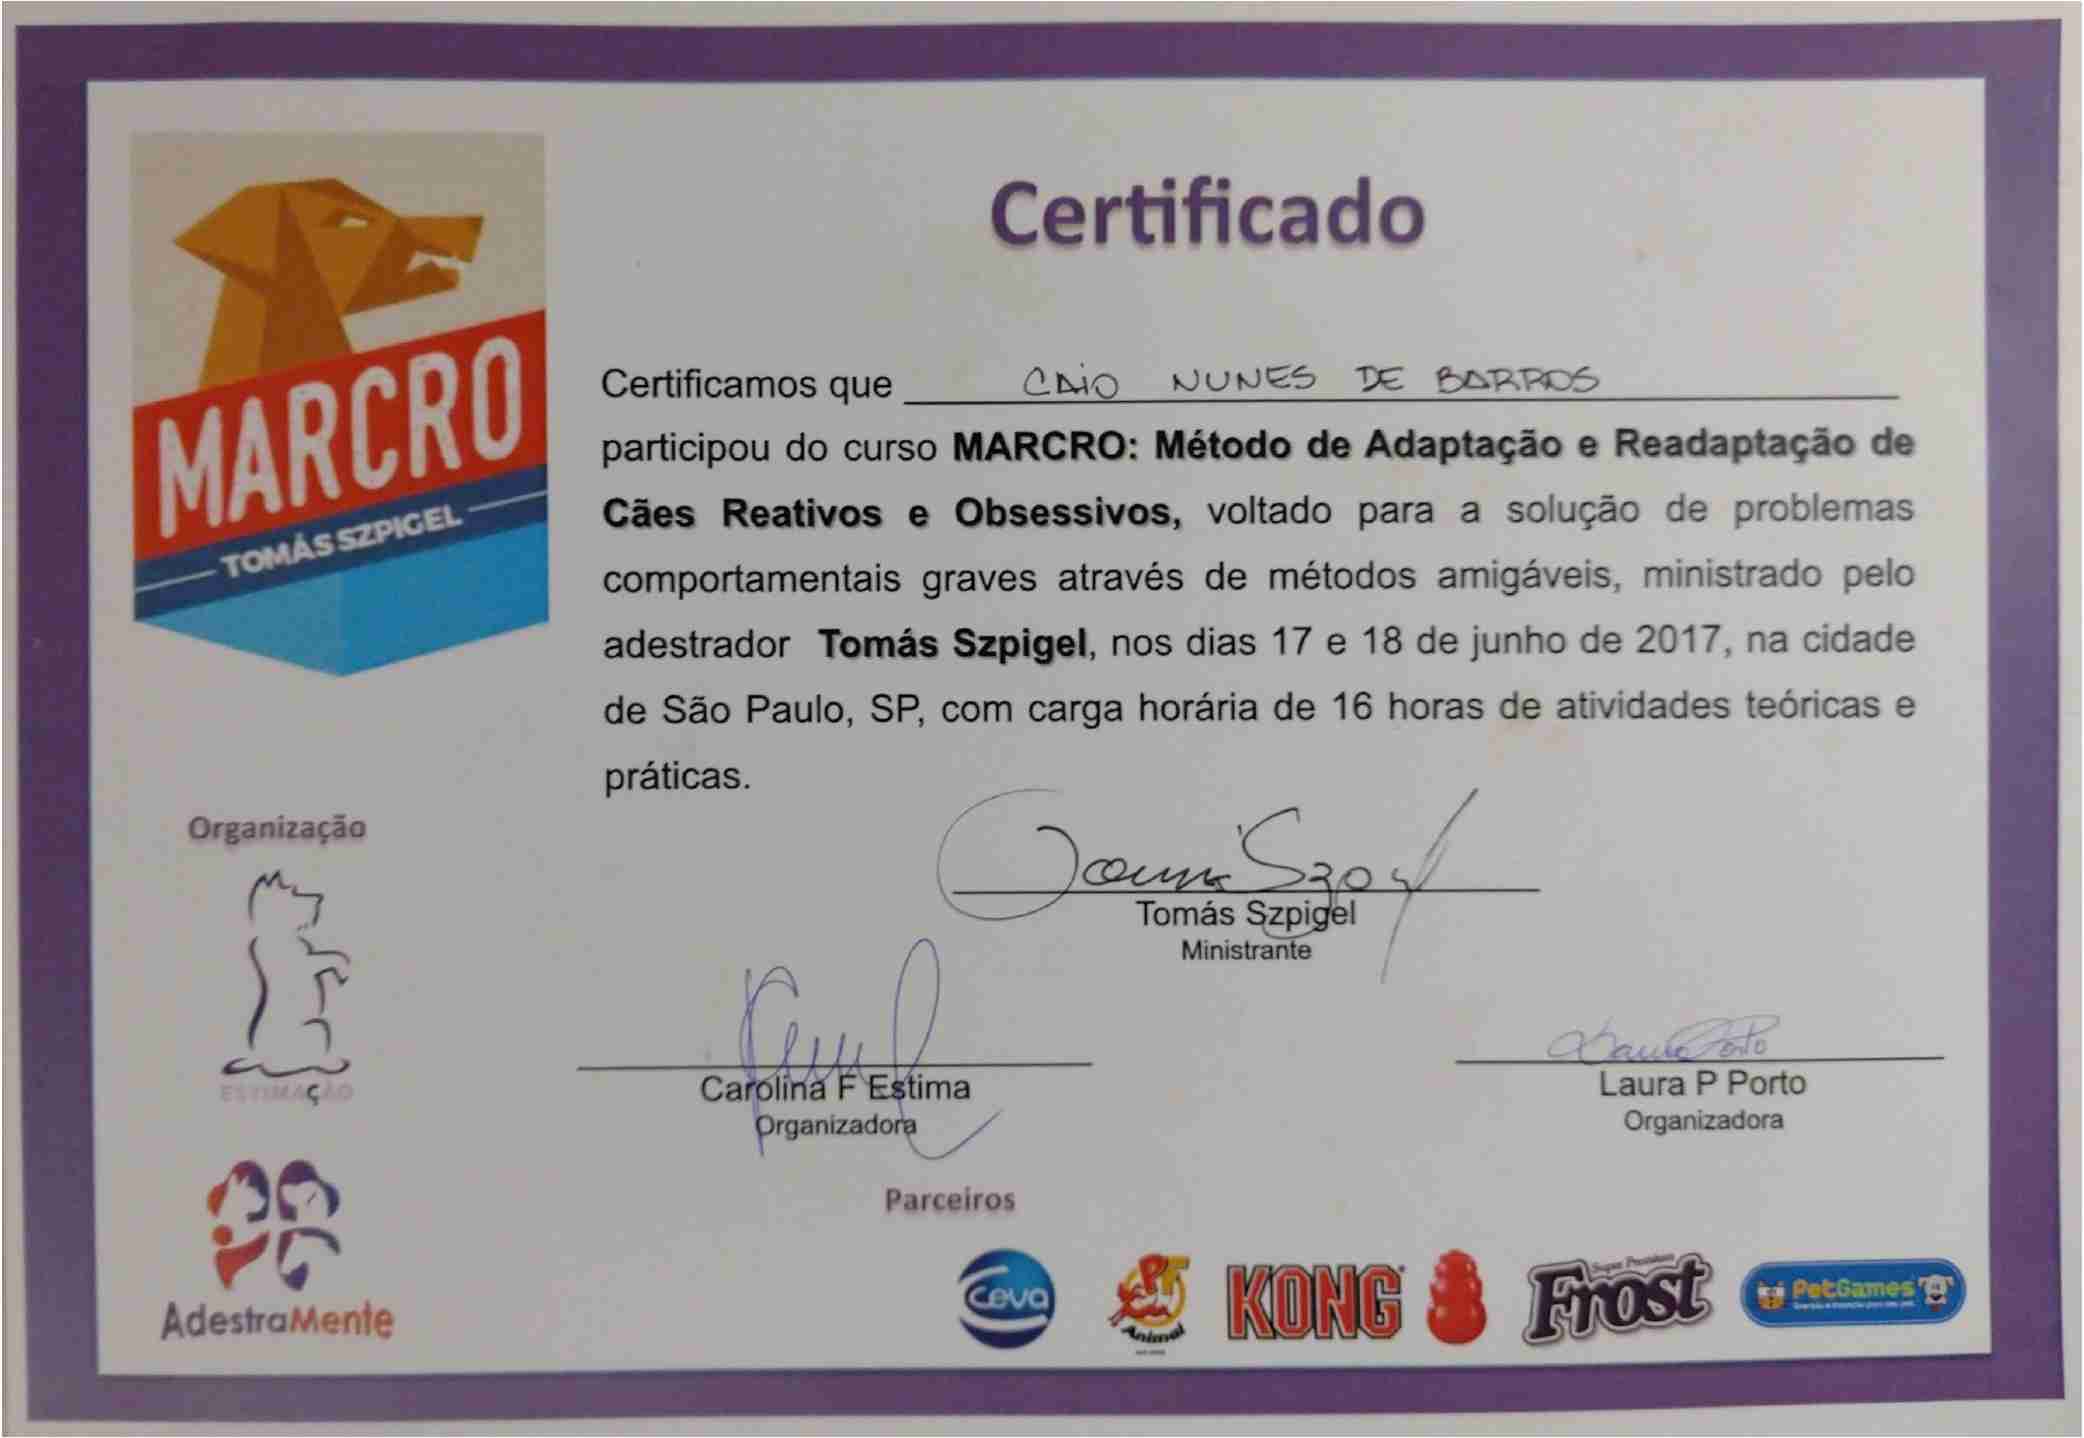 Certificado
MARCRO
TOMÁS SZPIGEL
Certificamos que CAIO NUNES DE BARROS
participou do curso MARCRO: Método de Adaptação e Readaptação de
Cães Reativos e Obsessivos, voltado para a solução de problemas
comportamentais graves através de métodos amigáveis, ministrado pelo
adestrador Tomás Szpigel, nos dias 17 e 18 de junho de 2017, na cidade
de São Paulo, SP, com carga horária de 16 horas de atividades teóricas e
práticas.
Organização
ESTIMAÇÃO
AdestraMente
Tomás Szpigel
Ministrante
Carolina F Estima
Organizadora
Laura P Porto
Organizadora
Parceiros
Ceva
PET Animal
KONG
Super Premium
Frost
PetGames